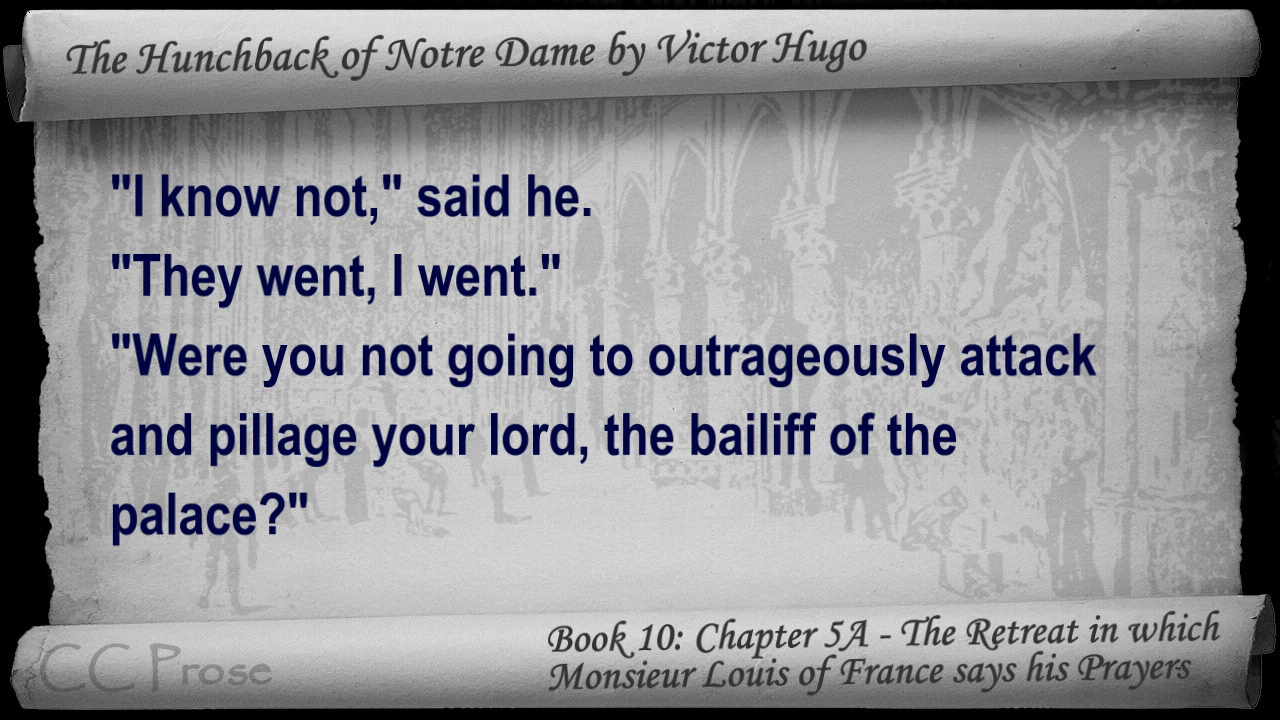 The Hunchback of Notre Dame by Victor Hugo
"I know not," said he.
"They went, I went."
"Were you not going to outrageously attack
and pillage your lord, the bailiff of the
palace?"
Book 10: Chapter 5A - The Retreat in which
Monsieur Louis of France says his Prayers
CC Prose